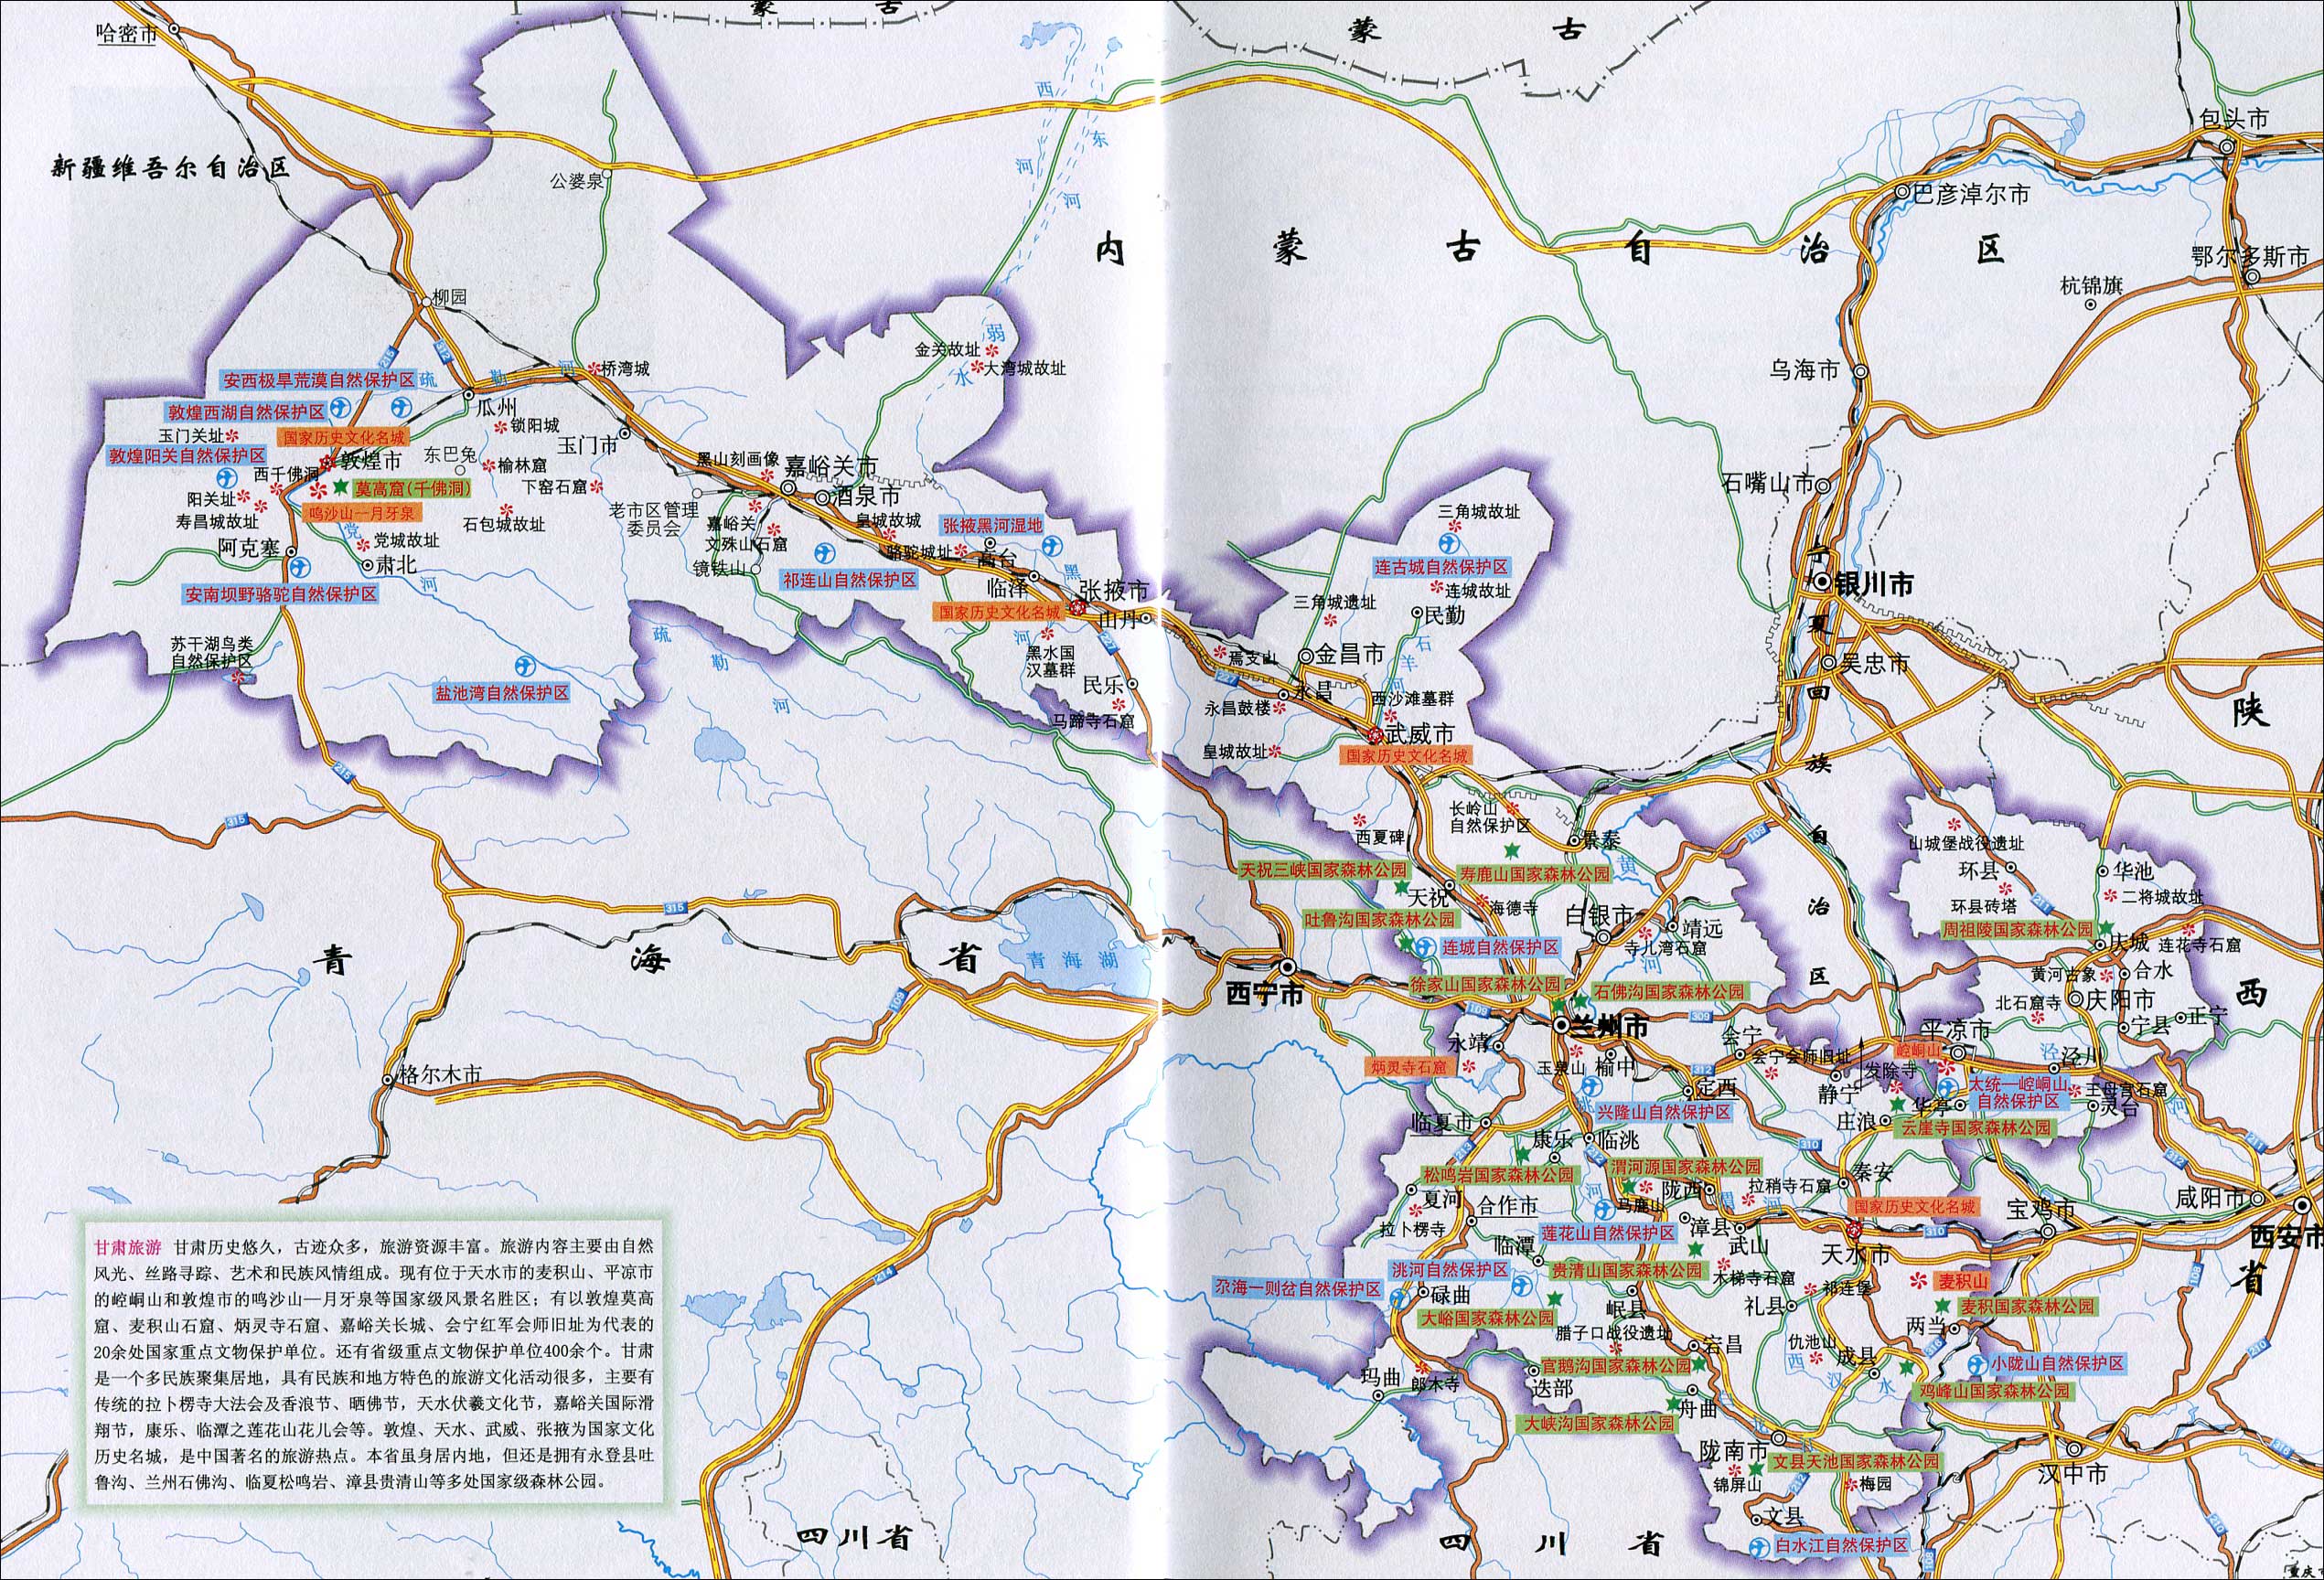 蒙 古
蒙 古
哈密市
新疆维吾尔自治区
公婆泉
西
河
东
河
内 蒙 古 自 治 区
包头市
巴彦淖尔市
鄂尔多斯市
杭锦旗
乌海市
石嘴山市
柳园
215
312
金关故址
弱
水
大湾城故址
安西极旱荒漠自然保护区
疏
勒
河
桥湾城
敦煌西湖自然保护区
瓜州
锁阳城
玉门关址
国家历史文化名城
玉门市
敦煌阳关自然保护区
西千佛洞
敦煌市
东巴兔
榆林窟
黑山刻画像
嘉峪关市
阳关址
莫高窟(千佛洞)
下窑石窟
酒泉市
寿昌城故址
鸣沙山—月牙泉
石包城故址
老市区管理
委员会
嘉峪关
皇城故城
张掖黑河湿地
党
河
党城故址
文殊山石窟
骆驼城址
高台
阿克塞
肃北
镜铁山
祁连山自然保护区
临泽
黑
河
张掖市
安南坝野骆驼自然保护区
国家历史文化名城
山丹
227
苏干湖鸟类
自然保护区
盐池湾自然保护区
疏
勒
河
黑水国
汉墓群
民乐
马蹄寺石窟
215
315
315
青 海 省
青海湖
109
格尔木市
214
三角城故址
连古城自然保护区
连城故址
三角城遗址
民勤
石
羊
河
焉支山
金昌市
227
永昌
永昌鼓楼
西沙滩墓群
武威市
皇城故址
国家历史文化名城
宁
夏
回
族
自
治
区
银川市
吴忠市
陕
西
省
长岭山
自然保护区
西夏碑
景泰
109
黄
河
天祝三峡国家森林公园
寿鹿山国家森林公园
天祝
海德寺
吐鲁沟国家森林公园
白银市
靖远
连城自然保护区
寺儿湾石窟
徐家山国家森林公园
石佛沟国家森林公园
西宁市
109
兰州市
309
山城堡战役遗址
环县
华池
二将城故址
环县砖塔
211
周祖陵国家森林公园
庆城
连花寺石窟
黄河古象
合水
北石窟寺
庆阳市
正宁
宁县
永靖
炳灵寺石窟
玉泉山
榆中
会宁
会宁会师旧址
平凉市
崆峒山
泾川
泾
河
静宁
发除寺
太统—崆峒山
自然保护区
王母宫石窟
灵台
312
定西
兴隆山自然保护区
洮
河
庄浪
华亭
云崖寺国家森林公园
临夏市
康乐
临洮
212
213
310
211
312
松鸣岩国家森林公园
渭河源国家森林公园
秦安
夏河
马鹿山
陇西
拉稍寺石窟
渭
河
国家历史文化名城
咸阳市
拉卜楞寺
合作市
莲花山自然保护区
漳县
武山
天水市
310
宝鸡市
西安市
临潭
洮河自然保护区
贵清山国家森林公园
木梯寺石窟
麦积山
尕海—则岔自然保护区
碌曲
祁连堡
岷县
礼县
麦积国家森林公园
大峪国家森林公园
腊子口战役遗址
两当
宕昌
仇池山
成县
316
小陇山自然保护区
官鹅沟国家森林公园
西
汉
水
鸡峰山国家森林公园
玛曲
郎木寺
迭部
舟曲
大峡沟国家森林公园
白
108
210
陇南市
文县天池国家森林公园
锦屏山
212
梅园
汉中市
316
文县
白水江自然保护区
210
108
四川省
四 川 省
重庆
甘肃旅游 甘肃历史悠久，古迹众多，旅游资源丰富。旅游内容主要由自然
风光、丝路寻踪、艺术和民族风情组成。现有位于天水市的麦积山、平凉市
的崆峒山和敦煌市的鸣沙山—月牙泉等国家级风景名胜区；有以敦煌莫高
窟、麦积山石窟、炳灵寺石窟、嘉峪关长城、会宁红军会师旧址为代表的
20余处国家重点文物保护单位。还有省级重点文物保护单位400余个。甘肃
是一个多民族聚集居地，具有民族和地方特色的旅游文化活动很多，主要有
传统的拉卜楞寺大法会及香浪节、晒佛节，天水伏羲文化节，嘉峪关国际滑
翔节，康乐、临潭之莲花山花儿会等。敦煌、天水、武威、张掖为国家文化
历史名城，是中国著名的旅游热点。本省虽身居内地，但还是拥有永登县吐
鲁沟、兰州石佛沟、临夏松鸣岩、漳县贵清山等多处国家级森林公园。